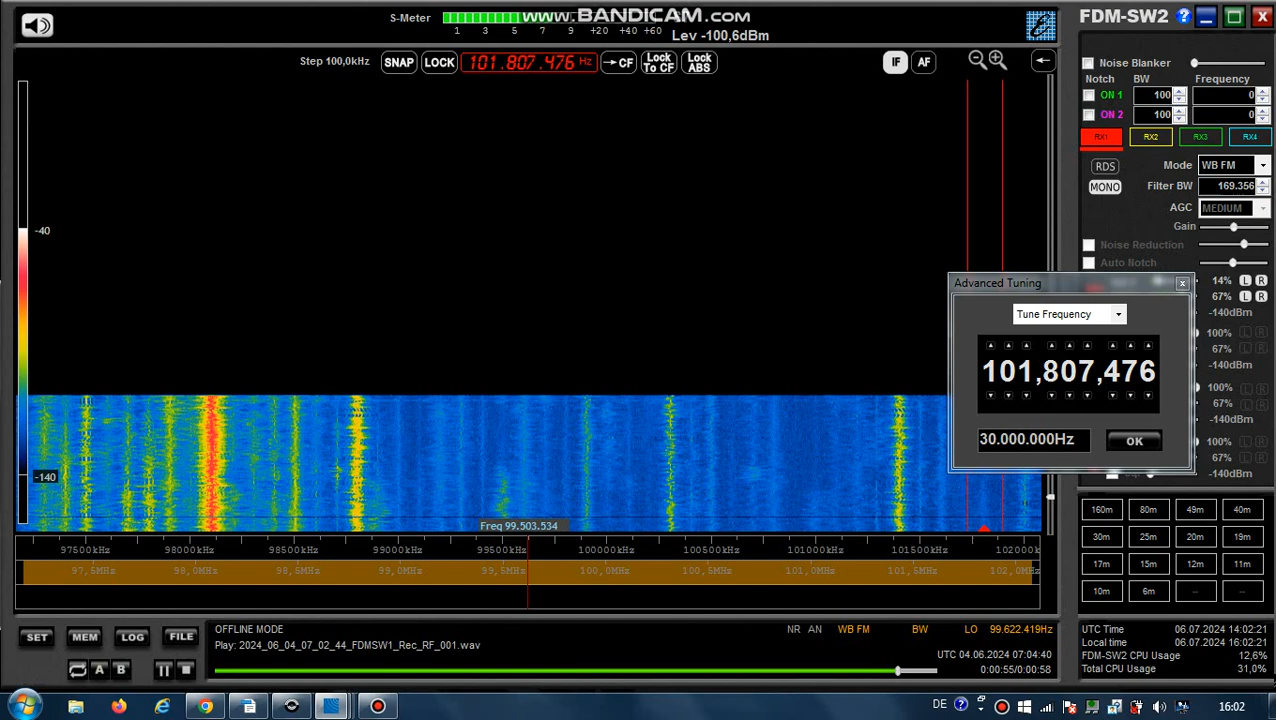 S-Meter
www.BANDICAM.com
1 3 5 7 9 +20 +40 +60
Lev -100,6dBm
FDM-SW2
Step 100,0kHz
SNAP
LOCK
101.807.476 Hz
→CF
Lock To CF
Lock ABS
IF
AF
Noise Blanker
Notch BW Frequency
ON 1 100 0
ON 2 100 0
RX1 RX2 RX3 RX4
RDS
Mode WB FM
MONO
Filter BW 169.356
AGC MEDIUM
Gain
Noise Reduction
Auto Notch
-40
-140
Advanced Tuning
Tune Frequency
101,807,476
30.000.000Hz
OK
14% L R
67% L R
-140dBm
100% L R
67% L R
-140dBm
100% L R
67% L R
-140dBm
100% L R
67% L R
-140dBm
Freq 99.503.534
97500kHz 98000kHz 98500kHz 99000kHz 99500kHz 100000kHz 100500kHz 101000kHz 101500kHz 102000k
97,5MHz 98,0MHz 98,5MHz 99,0MHz 99,5MHz 100,0MHz 100,5MHz 101,0MHz 101,5MHz 102,0MHz
160m 80m 49m 40m
30m 25m 20m 19m
17m 15m 12m 11m
10m 6m -- --
SET MEM LOG FILE
A B
OFFLINE MODE
NR AN WB FM BW LO 99.622.419Hz
Play: 2024_06_04_07_02_44_FDMSW1_Rec_RF_001.wav
UTC 04.06.2024 07:04:40
0:00:55/0:00:58
UTC Time 06.07.2024 14:02:21
Local Time 06.07.2024 16:02:21
FDM-SW2 CPU Usage 12,6%
Total CPU Usage 31,0%
DE
16:02